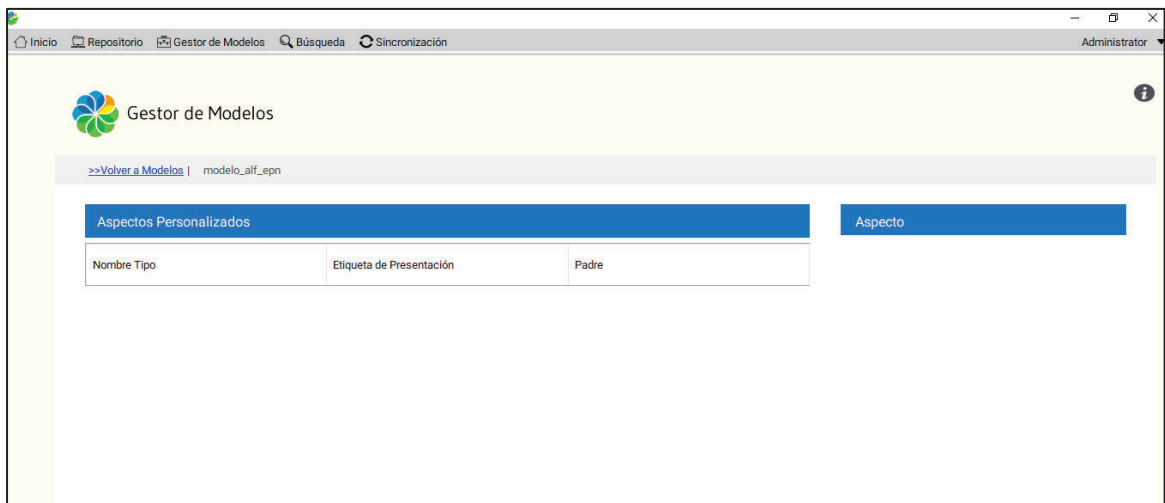 Inicio Repositorio Gestor de Modelos Búsqueda Sincronización Administrator
Gestor de Modelos
>>Volver a Modelos | modelo_alf_epn
Aspectos Personalizados Aspecto
Nombre Tipo Etiqueta de Presentación Padre